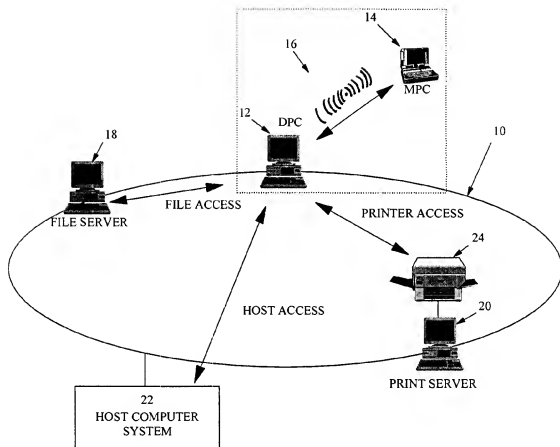 14
16
MPC
12
DPC
18
10
FILE ACCESS
PRINTER ACCESS
FILE SERVER
24
HOST ACCESS
20
PRINT SERVER
22
HOST COMPUTER
SYSTEM